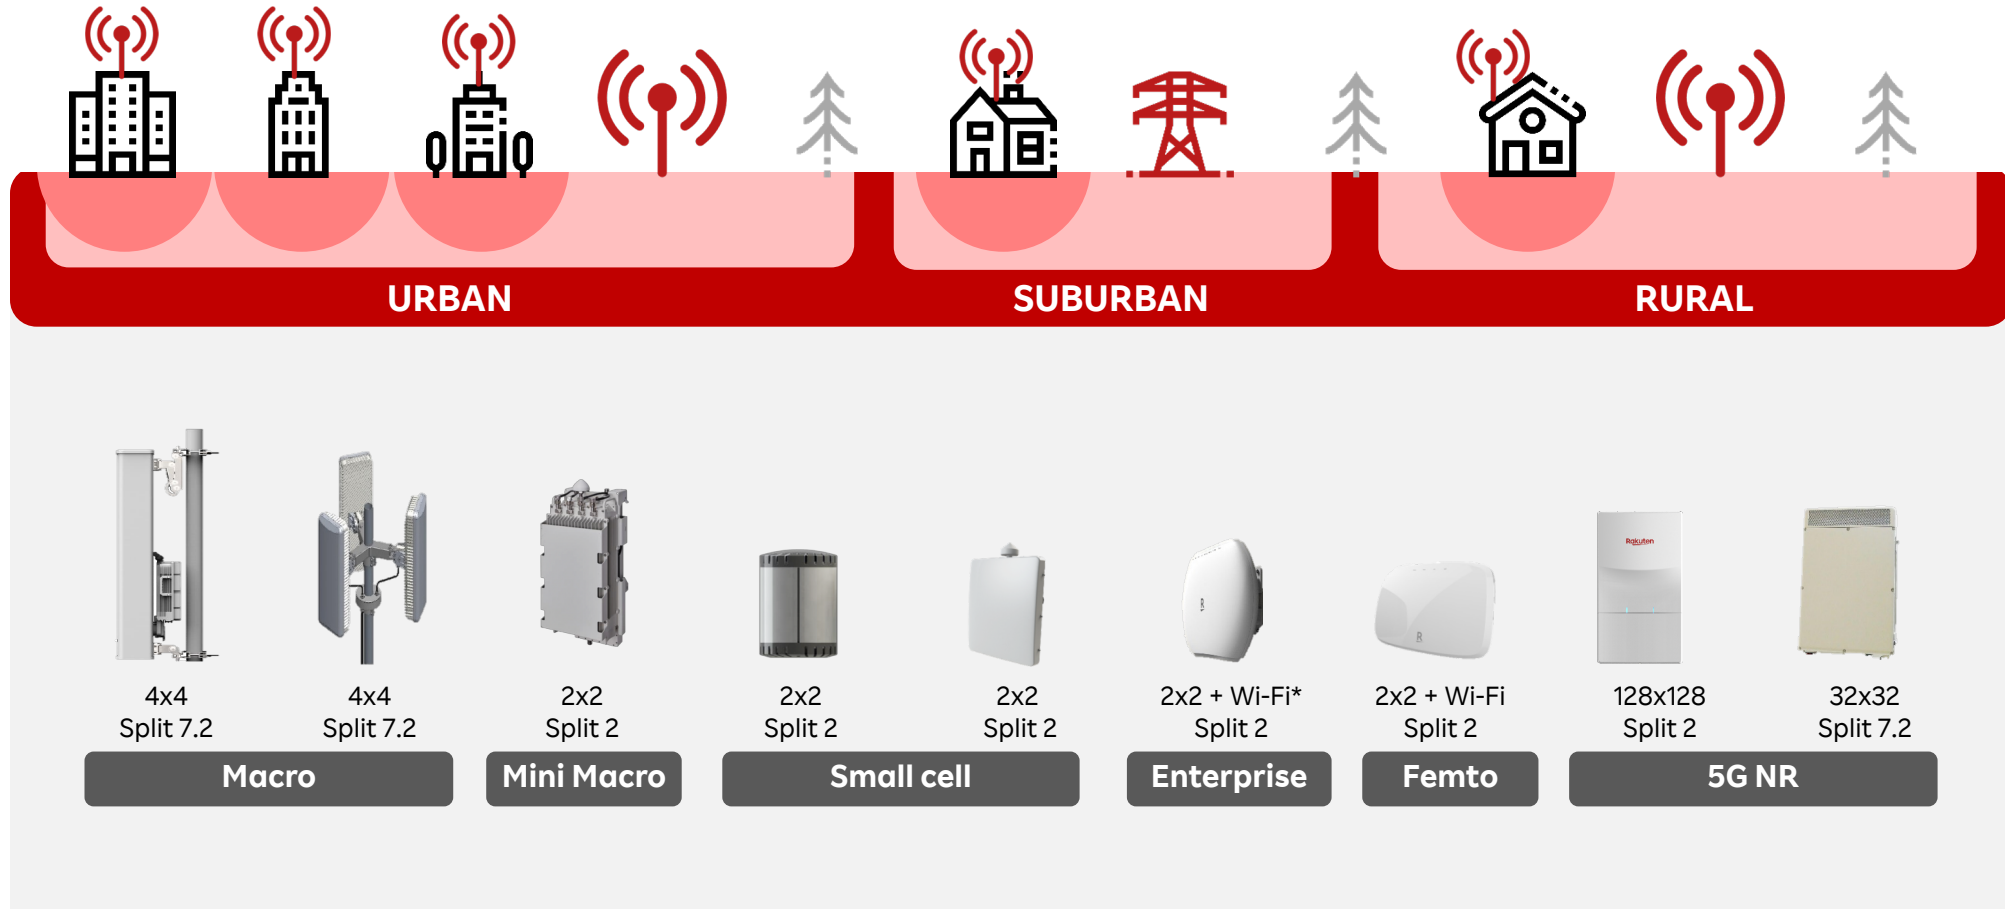 URBAN
SUBURBAN
RURAL
Rakuten
4x4
Split 7.2
4x4
Split 7.2
2x2
Split 2
2x2
Split 2
2x2
Split 2
2x2 + Wi-Fi*
Split 2
2x2 + Wi-Fi
Split 2
128x128
Split 2
32x32
Split 7.2
Macro
Mini Macro
Small cell
Enterprise
Femto
5G NR